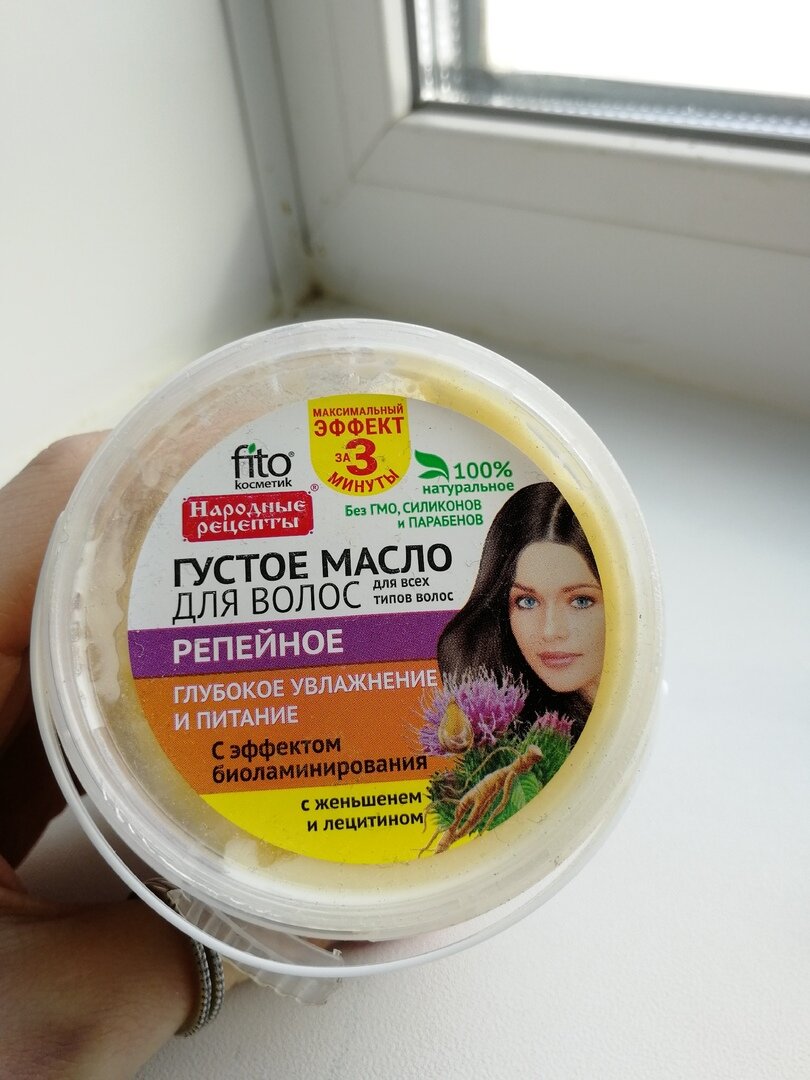 МАКСИМАЛЬНЫЙ
ЭФФЕКТ
ЗА 3
МИНУТЫ
fito®
косметик
Народные ®
рецепты
100%
натуральное
Без ГМО, СИЛИКОНОВ
и ПАРАБЕНОВ
ГУСТОЕ МАСЛО
ДЛЯ ВОЛОС
для всех
типов волос
РЕПЕЙНОЕ
ГЛУБОКОЕ УВЛАЖНЕНИЕ
И ПИТАНИЕ
С эффектом
биоламинирования
с женьшенем
и лецитином